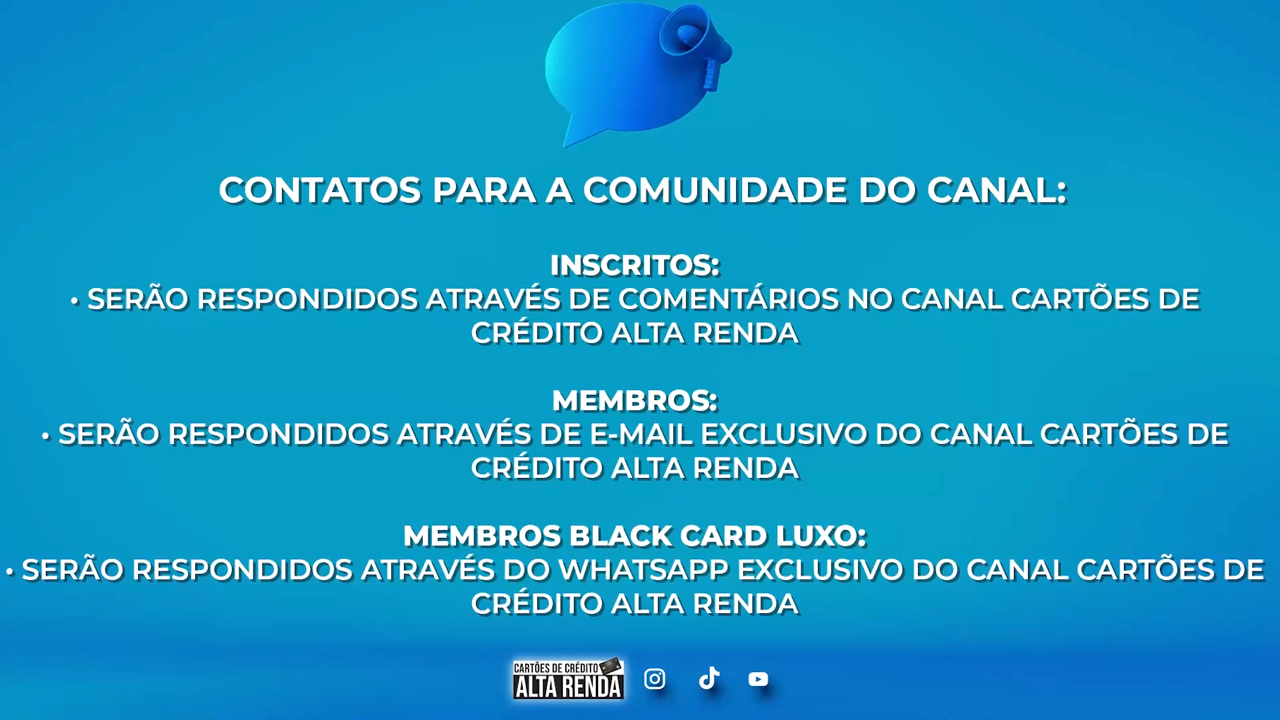 CONTATOS PARA A COMUNIDADE DO CANAL:
INSCRITOS:
• SERÃO RESPONDIDOS ATRAVÉS DE COMENTÁRIOS NO CANAL CARTÕES DE
CRÉDITO ALTA RENDA
MEMBROS:
• SERÃO RESPONDIDOS ATRAVÉS DE E-MAIL EXCLUSIVO DO CANAL CARTÕES DE
CRÉDITO ALTA RENDA
MEMBROS BLACK CARD LUXO:
• SERÃO RESPONDIDOS ATRAVÉS DO WHATSAPP EXCLUSIVO DO CANAL CARTÕES DE
CRÉDITO ALTA RENDA
CARTÕES DE CRÉDITO
ALTA RENDA